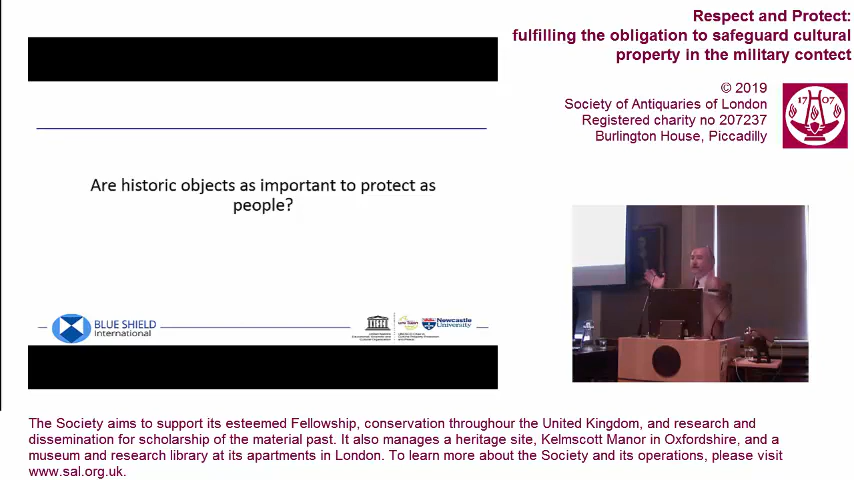 Respect and Protect:
fulfilling the obligation to safeguard cultural
property in the military contect
© 2019
Society of Antiquaries of London
Registered charity no 207237
Burlington House, Piccadilly
17 07
Are historic objects as important to protect as
people?
BLUE SHIELD
International
Newcastle
University
The Society aims to support its esteemed Fellowship, conservation throughour the United Kingdom, and research and
dissemination for scholarship of the material past. It also manages a heritage site, Kelmscott Manor in Oxfordshire, and a
museum and research library at its apartments in London. To learn more about the Society and its operations, please visit
www.sal.org.uk.